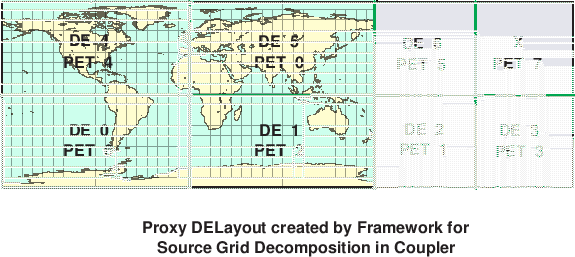 DE 4
PET 4
DE 5
PET
DE 6
PET 5
X
PET 7
DE 0
PET
DE 1
PET 2
DE 2
PET 1
DE 3
PET 3
Proxy DELayout created by Framework for
Source Grid Decomposition in Coupler